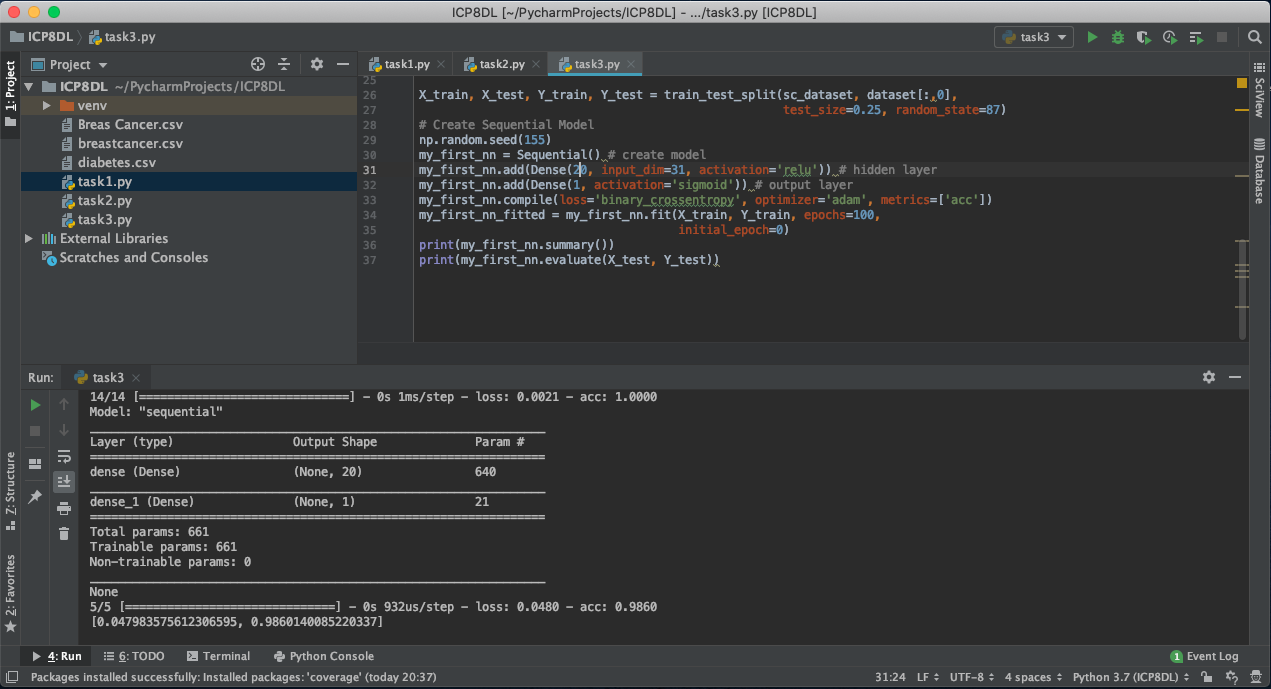 ICP8DL [~/PycharmProjects/ICP8DL] - .../task3.py [ICP8DL]
ICP8DL task3.py task3
1: Project
Project
ICP8DL ~/PycharmProjects/ICP8DL
venv
Breas Cancer.csv
breastcancer.csv
diabetes.csv
task1.py
task2.py
task3.py
External Libraries
Scratches and Consoles
task1.py task2.py task3.py
25
26 X_train, X_test, Y_train, Y_test = train_test_split(sc_dataset, dataset[:,0],
27 test_size=0.25, random_state=87)
28 # Create Sequential Model
29 np.random.seed(155)
30 my_first_nn = Sequential() # create model
31 my_first_nn.add(Dense(20, input_dim=31, activation='relu')) # hidden layer
32 my_first_nn.add(Dense(1, activation='sigmoid')) # output layer
33 my_first_nn.compile(loss='binary_crossentropy', optimizer='adam', metrics=['acc'])
34 my_first_nn_fitted = my_first_nn.fit(X_train, Y_train, epochs=100,
35 initial_epoch=0)
36 print(my_first_nn.summary())
37 print(my_first_nn.evaluate(X_test, Y_test))
SciView
Database
Run: task3
14/14 [==============================] - 0s 1ms/step - loss: 0.0021 - acc: 1.0000
Model: "sequential"
_________________________________________________________________
Layer (type) Output Shape Param #
=================================================================
dense (Dense) (None, 20) 640
_________________________________________________________________
dense_1 (Dense) (None, 1) 21
=================================================================
Total params: 661
Trainable params: 661
Non-trainable params: 0
_________________________________________________________________
None
5/5 [==============================] - 0s 932us/step - loss: 0.0480 - acc: 0.9860
[0.047983575612306595, 0.9860140085220337]
Z: Structure
2: Favorites
4: Run 6: TODO Terminal Python Console 1 Event Log
Packages installed successfully: Installed packages: 'coverage' (today 20:37) 31:24 LF UTF-8 4 spaces Python 3.7 (ICP8DL)